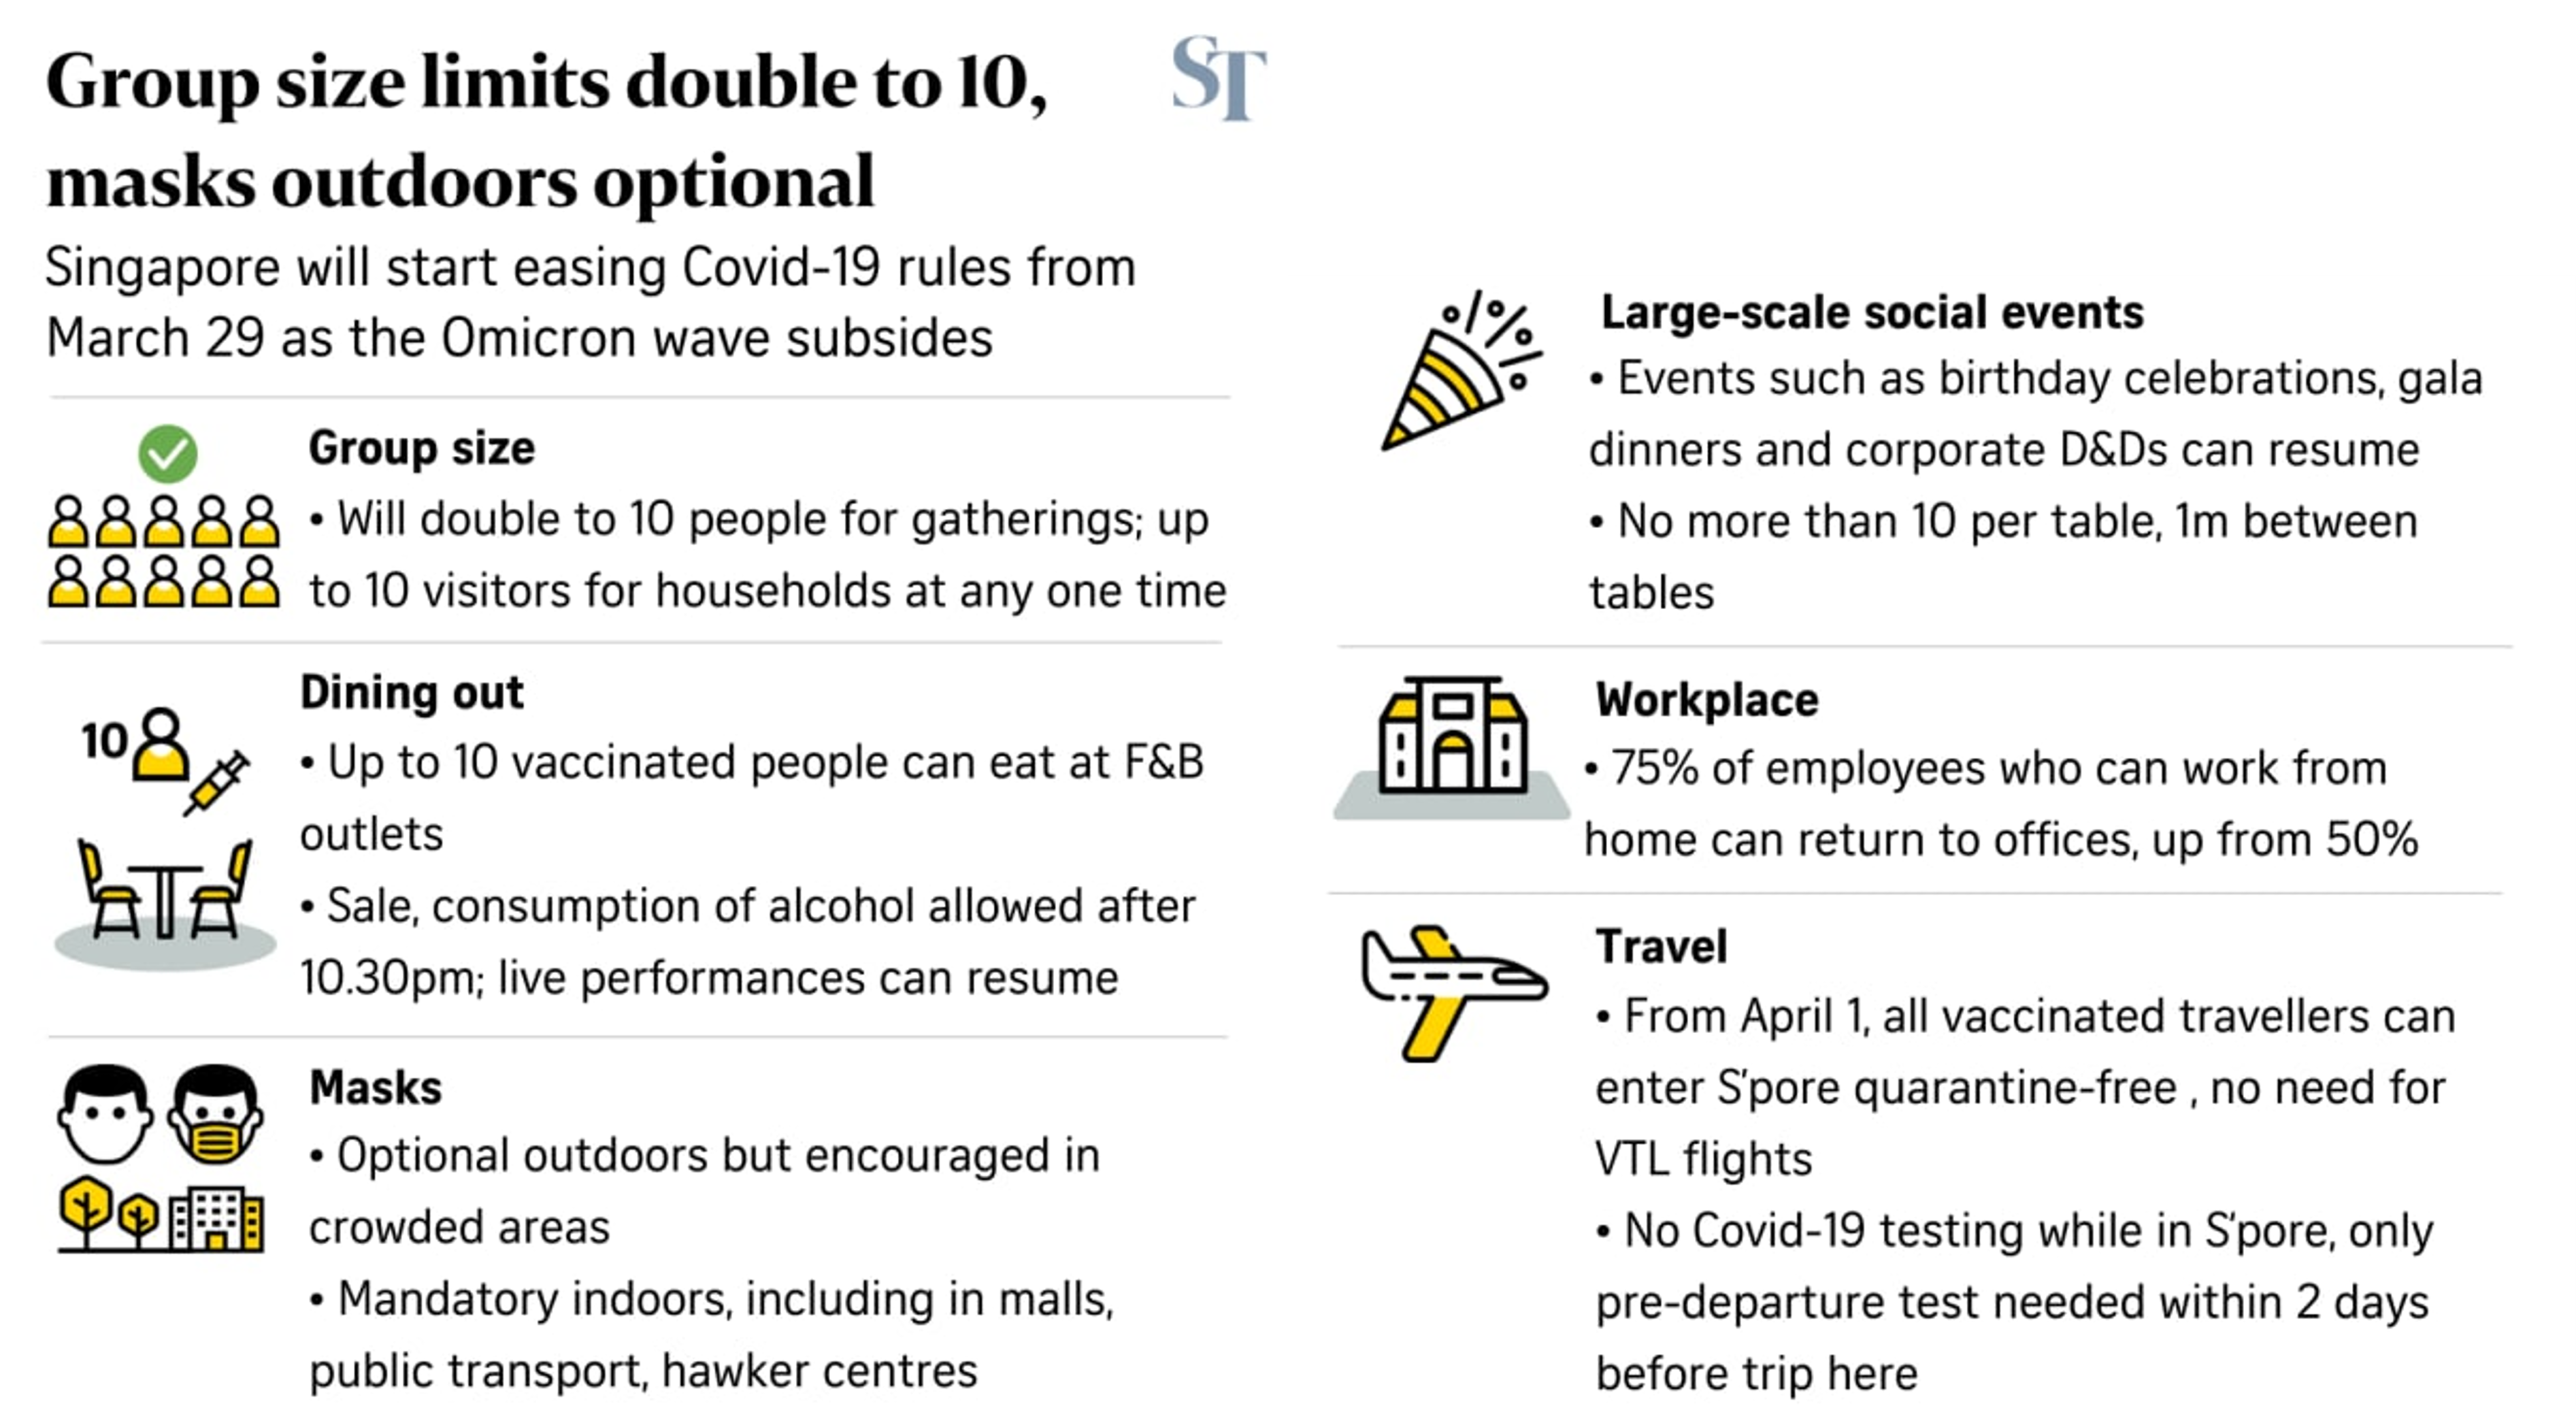 Group size limits double to 10,
masks outdoors optional
ST
Singapore will start easing Covid-19 rules from
March 29 as the Omicron wave subsides
Group size
• Will double to 10 people for gatherings; up
to 10 visitors for households at any one time
Dining out
10
• Up to 10 vaccinated people can eat at F&B
outlets
• Sale, consumption of alcohol allowed after
10.30pm; live performances can resume
Masks
• Optional outdoors but encouraged in
crowded areas
• Mandatory indoors, including in malls,
public transport, hawker centres
Large-scale social events
• Events such as birthday celebrations, gala
dinners and corporate D&Ds can resume
• No more than 10 per table, 1m between
tables
Workplace
• 75% of employees who can work from
home can return to offices, up from 50%
Travel
• From April 1, all vaccinated travellers can
enter S'pore quarantine-free , no need for
VTL flights
• No Covid-19 testing while in S'pore, only
pre-departure test needed within 2 days
before trip here